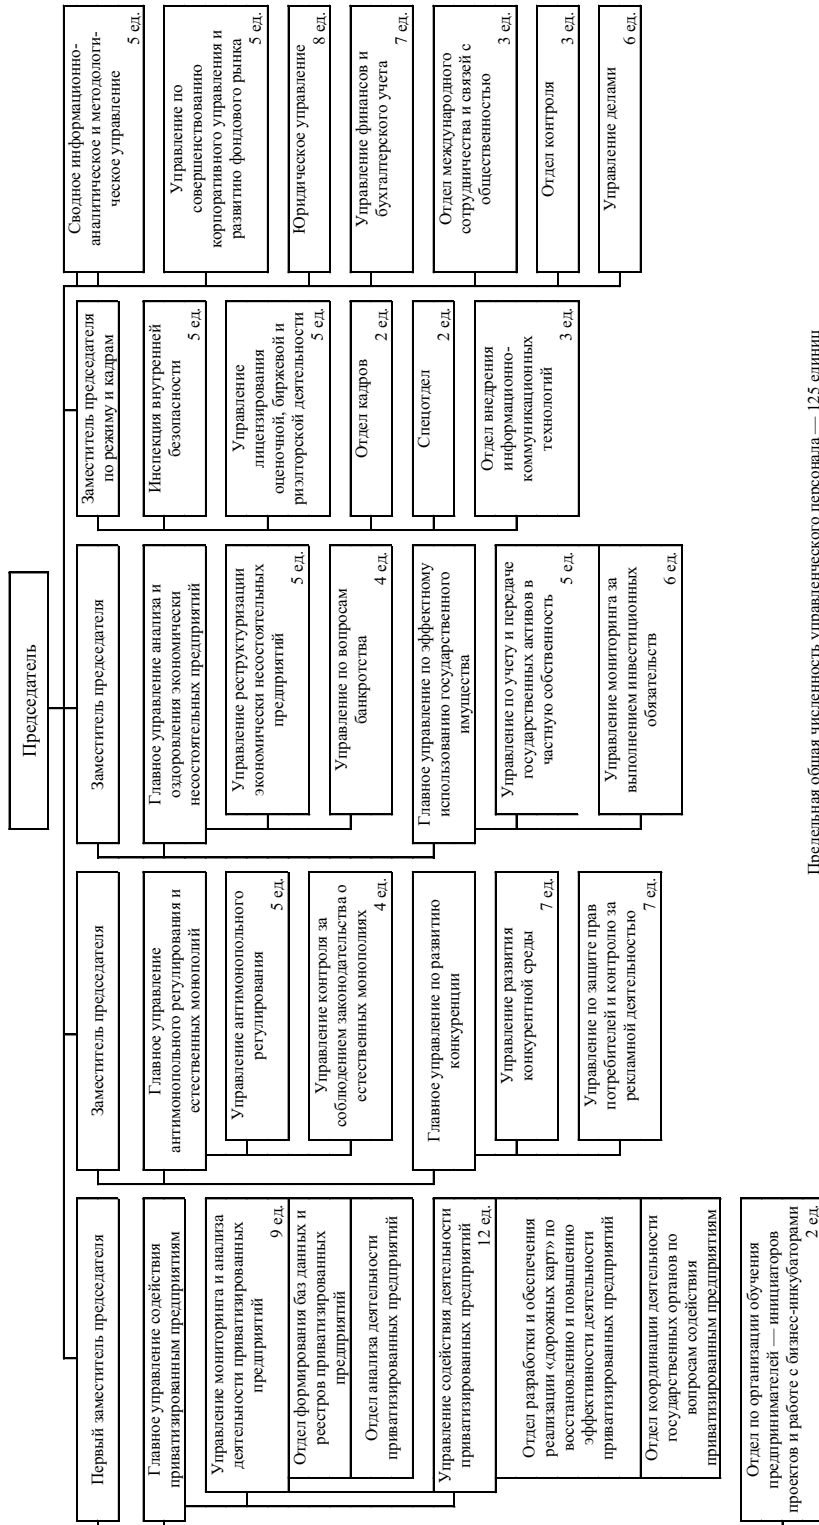 Председатель
Первый заместитель председателя
Главное управление содействия
приватизированным предприятиям
Управление мониторинга и анализа
деятельности приватизированных
предприятий
9 ед.
Отдел формирования баз данных и
реестров приватизированных
предприятий
Отдел анализа деятельности
приватизированных предприятий
Управление содействия деятельности
приватизированных предприятий
12 ед.
Отдел разработки и обеспечения
реализации «дорожных карт» по
восстановлению и повышению
эффективности деятельности
приватизированных предприятий
Отдел координации деятельности
государственных органов по
вопросам содействия
приватизированным предприятиям
Отдел по организации обучения
предпринимателей — инициаторов
проектов и работе с бизнес-инкубаторами
2 ед.
Заместитель председателя
Главное управление
антимонопольного регулирования и
естественных монополий
Управление антимонопольного
регулирования
5 ед.
Управление контроля за
соблюдением законодательства о
естественных монополиях
4 ед.
Главное управление по развитию
конкуренции
Управление развития
конкурентной среды
7 ед.
Управление по защите прав
потребителей и контролю за
рекламной деятельностью
7 ед.
Заместитель председателя
Главное управление анализа и
оздоровления экономически
несостоятельных предприятий
Управление реструктуризации
экономически несостоятельных
предприятий
5 ед.
Управление по вопросам
банкротства
4 ед.
Главное управление по эффектному
использованию государственного
имущества
Управление по учету и передаче
государственных активов в
частную собственность
5 ед.
Управление мониторинга за
выполнением инвестиционных
обязательств
6 ед.
Заместитель председателя
по режиму и кадрам
Инспекция внутренней
безопасности
5 ед.
Управление
лицензирования
оценочной, биржевой и
риэлторской деятельности
5 ед.
Отдел кадров
2 ед.
Спецотдел
2 ед.
Отдел внедрения
информационно-
коммуникационных
технологий
3 ед.
Сводное информационно-
аналитическое и методологи-
ческое управление
5 ед.
Управление по
совершенствованию
корпоративного управления и
развитию фондового рынка
5 ед.
Юридическое управление
8 ед.
Управление финансов и
бухгалтерского учета
7 ед.
Отдел международного
сотрудничества и связей с
общественностью
3 ед.
Отдел контроля
3 ед.
Управление делами
6 ед.
Предельная общая численность управленческого персонала — 125 единиц